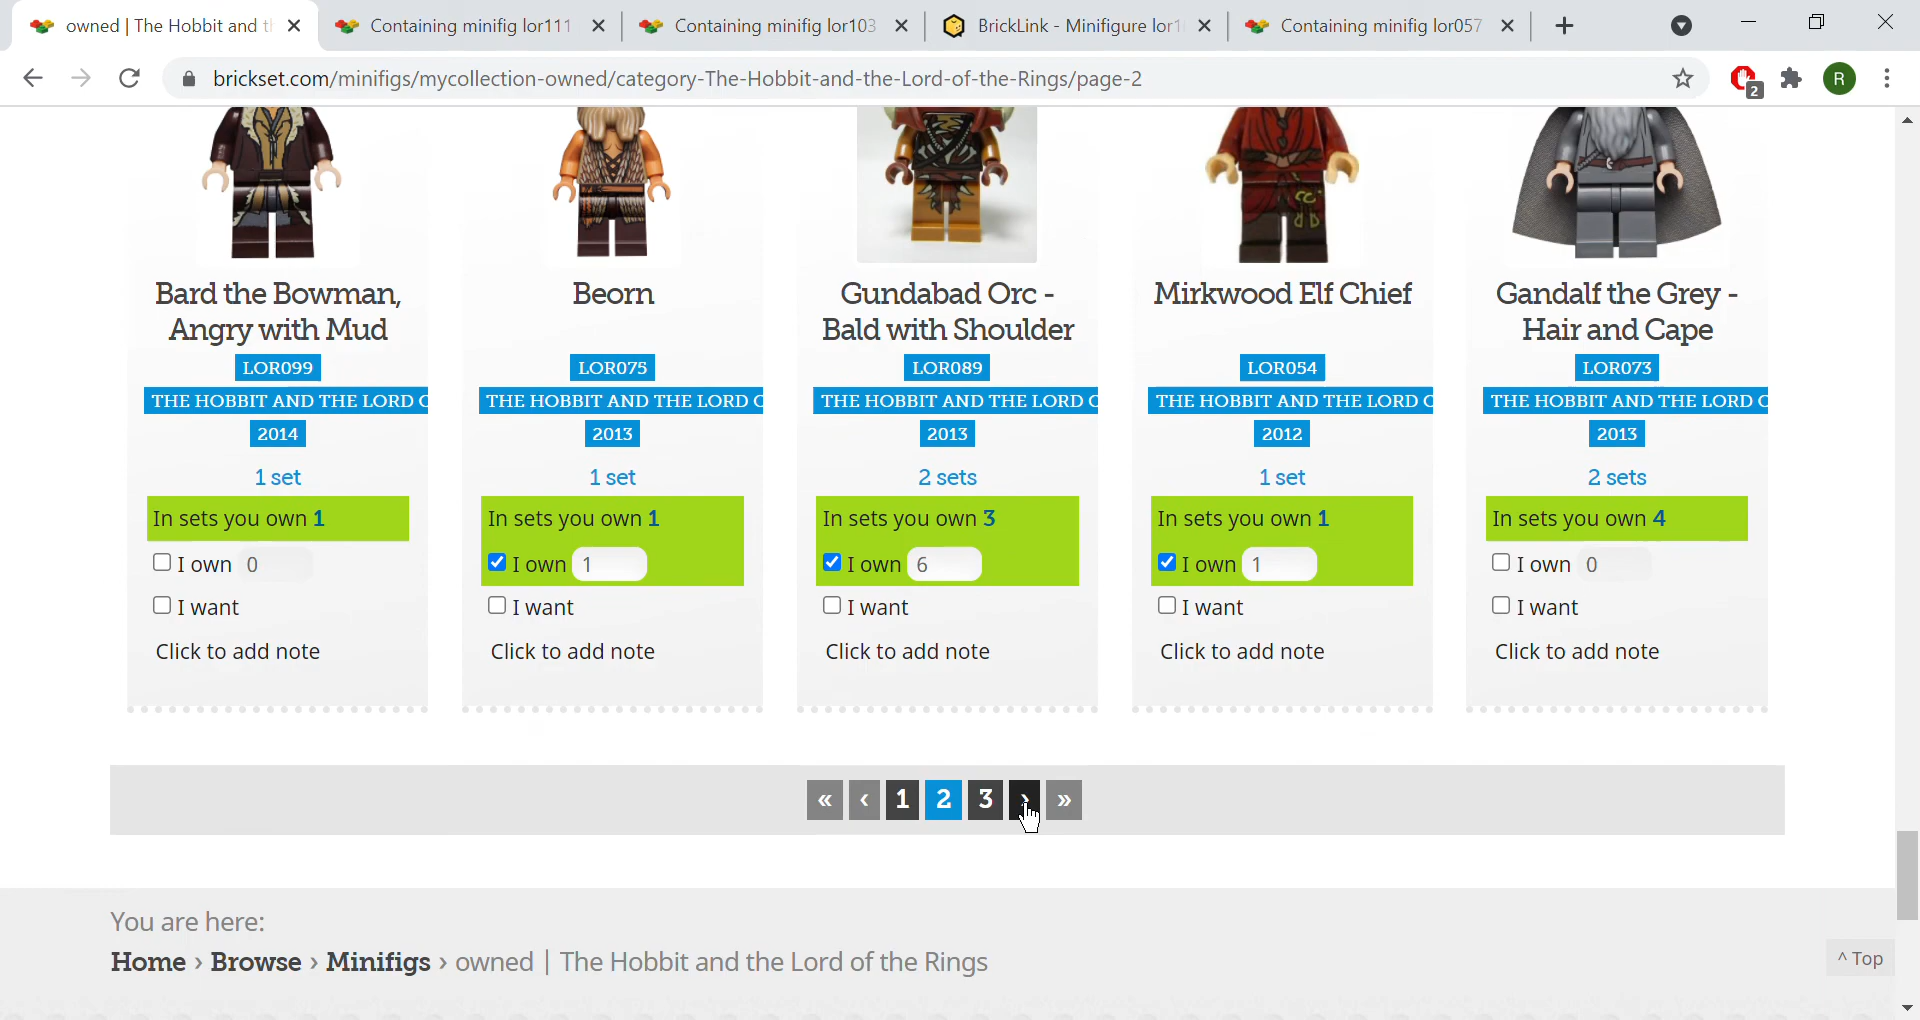 owned | The Hobbit and t
Containing minifig lor111
Containing minifig lor103
BrickLink - Minifigure lor1
Containing minifig lor057
brickset.com/minifigs/mycollection-owned/category-The-Hobbit-and-the-Lord-of-the-Rings/page-2
2
R
Bard the Bowman,
Angry with Mud
LOR099
THE HOBBIT AND THE LORD O
2014
1 set
In sets you own 1
I own 0
I want
Click to add note
Beorn
LOR075
THE HOBBIT AND THE LORD O
2013
1 set
In sets you own 1
I own 1
I want
Click to add note
Gundabad Orc -
Bald with Shoulder
LOR089
THE HOBBIT AND THE LORD O
2013
2 sets
In sets you own 3
I own 6
I want
Click to add note
Mirkwood Elf Chief
LOR054
THE HOBBIT AND THE LORD O
2012
1 set
In sets you own 1
I own 1
I want
Click to add note
Gandalf the Grey -
Hair and Cape
LOR073
THE HOBBIT AND THE LORD O
2013
2 sets
In sets you own 4
I own 0
I want
Click to add note
« ‹ 1 2 3 › »
You are here:
Home › Browse › Minifigs › owned | The Hobbit and the Lord of the Rings
^ Top